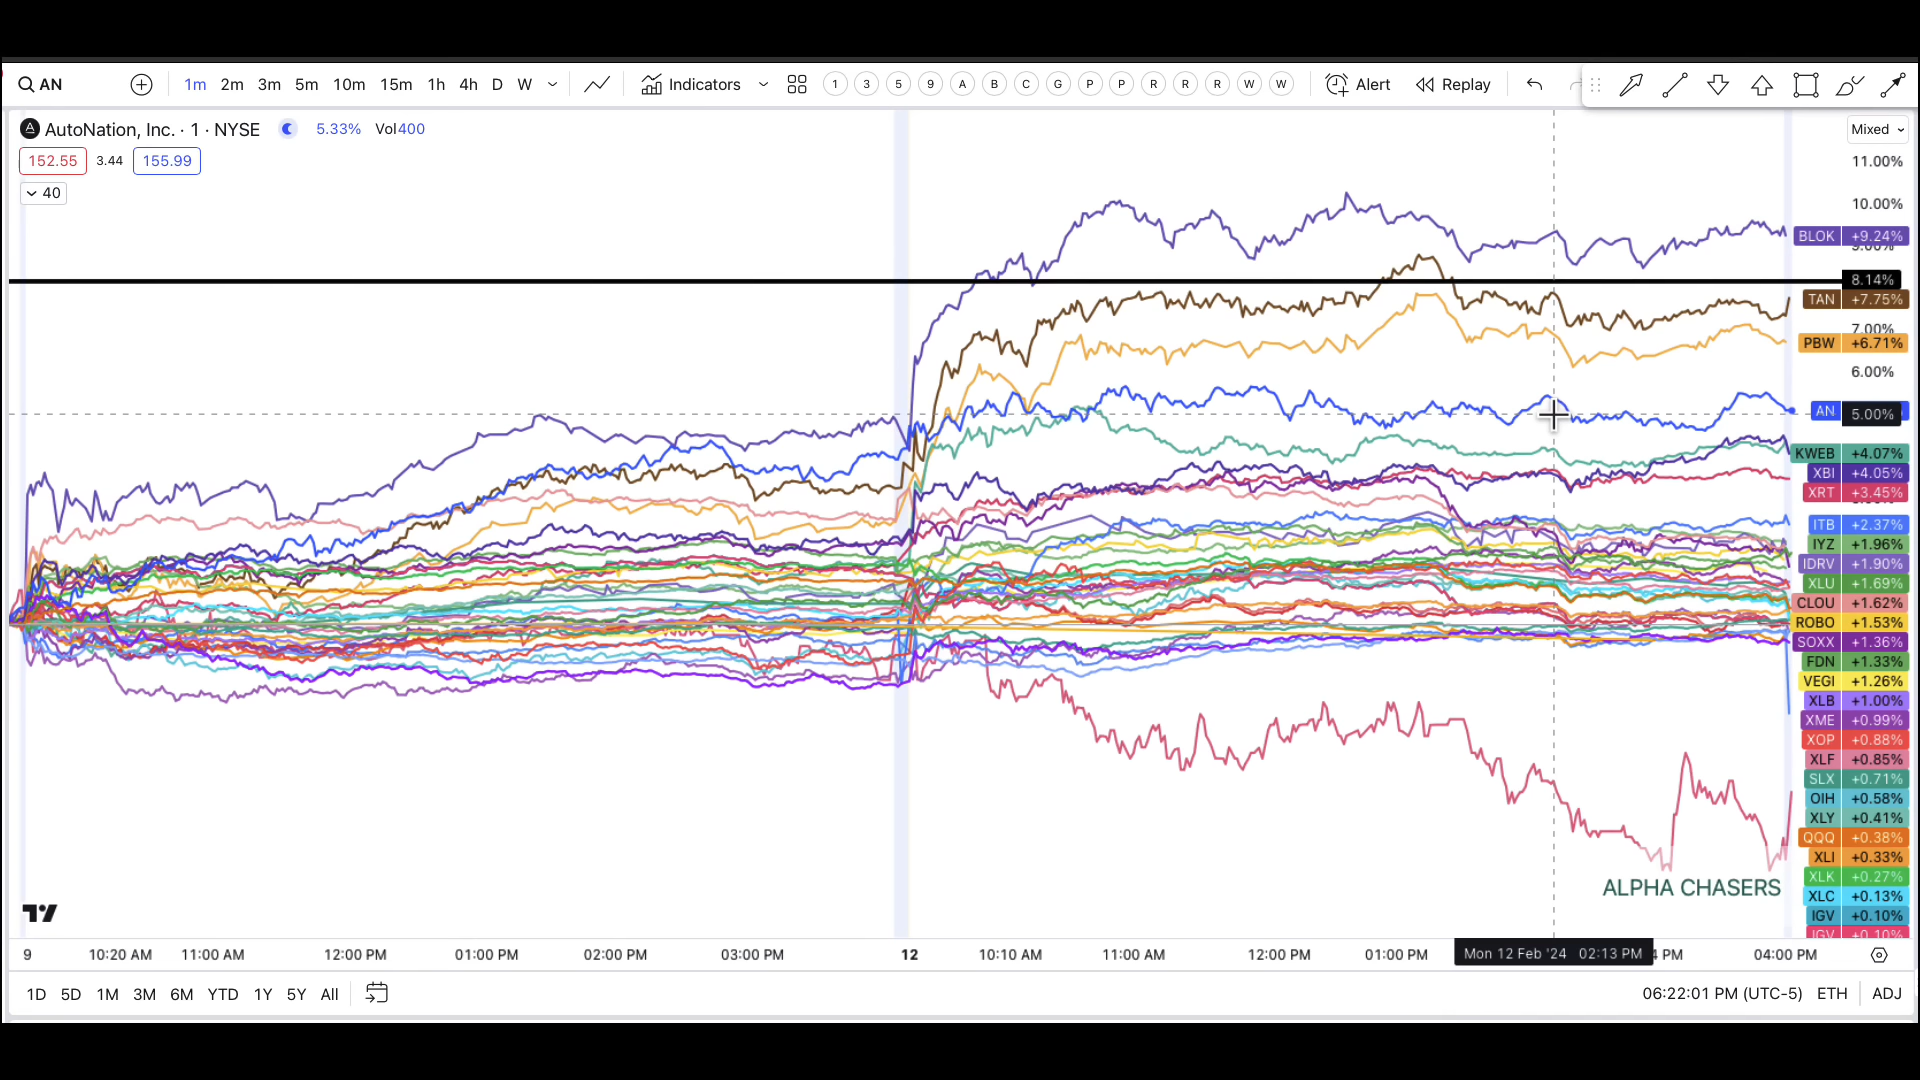 AN 1m 2m 3m 5m 10m 15m 1h 4h D W Indicators 1 3 5 9 A B C G P P R R R W W Alert Replay
A AutoNation, Inc. · 1 · NYSE 5.33% Vol400
Mixed
152.55 3.44 155.99
40
11.00%
10.00%
BLOK +9.24%
9.00%
8.14%
TAN +7.75%
7.00%
PBW +6.71%
6.00%
AN 5.00%
KWEB +4.07%
XBI +4.05%
XRT +3.45%
ITB +2.37%
IYZ +1.96%
IDRV +1.90%
XLU +1.69%
CLOU +1.62%
ROBO +1.53%
SOXX +1.36%
FDN +1.33%
VEGI +1.26%
XLB +1.00%
XME +0.99%
XOP +0.88%
XLF +0.85%
SLX +0.71%
OIH +0.58%
XLY +0.41%
QQQ +0.38%
XLI +0.33%
XLK +0.27%
ALPHA CHASERS
XLC +0.13%
IGV +0.10%
IGV +0.10%
9 10:20 AM 11:00 AM 12:00 PM 01:00 PM 02:00 PM 03:00 PM 12 10:10 AM 11:00 AM 12:00 PM 01:00 PM Mon 12 Feb '24 02:13 PM PM 04:00 PM
1D 5D 1M 3M 6M YTD 1Y 5Y All 06:22:01 PM (UTC-5) ETH ADJ